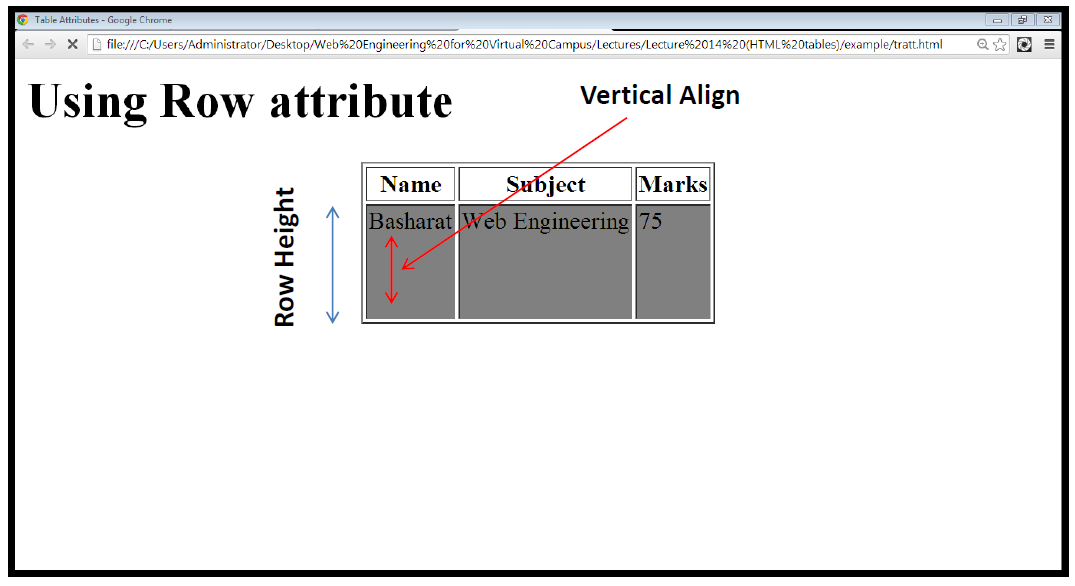 Table Attributes - Google Chrome
file:///C:/Users/Administrator/Desktop/Web%20Engineering%20for%20Virtual%20Campus/Lectures/Lecture%2014%20(HTML%20tables)/example/tratt.html
Using Row attribute
Vertical Align
Name Subject Marks
Basharat Web Engineering 75
Row Height